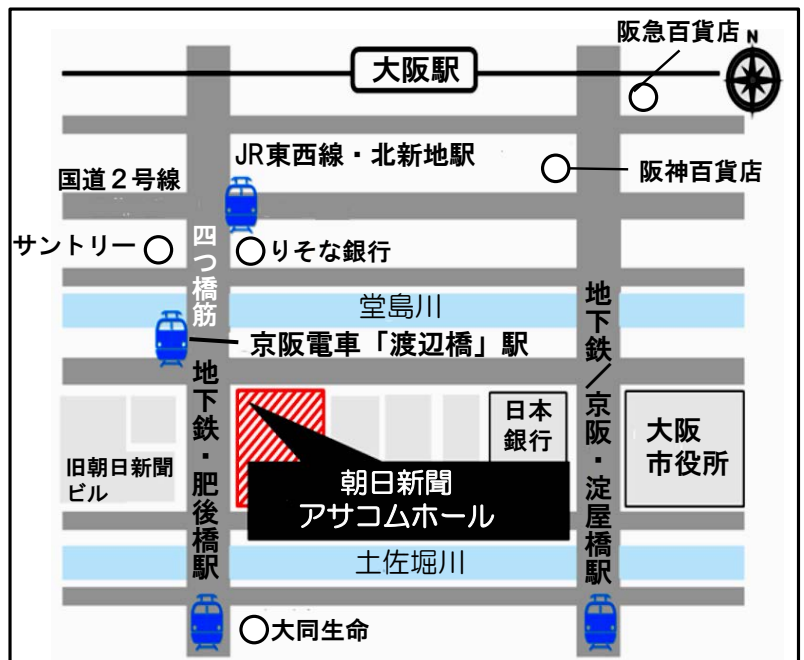 阪急百貨店
N
大阪駅
JR東西線・北新地駅
阪神百貨店
国道2号線
サントリー
りそな銀行
四つ橋筋
堂島川
京阪電車「渡辺橋」駅
地下鉄・肥後橋駅
地下鉄/京阪・淀屋橋駅
旧朝日新聞
ビル
日本
銀行
大阪
市役所
朝日新聞
アサコムホール
土佐堀川
大同生命